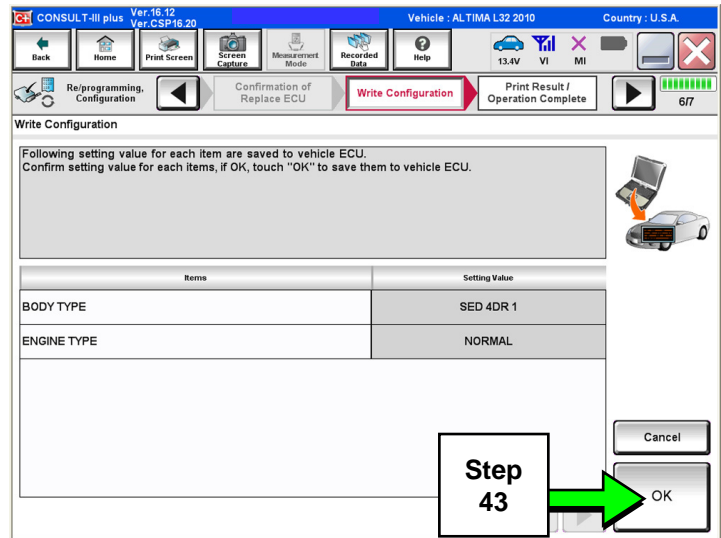 CONSULT-III plus
Ver.16.12
Ver.CSP16.20
Vehicle : ALTIMA L32 2010
Country : U.S.A.
Back
Home
Print Screen
Screen
Capture
Measurement
Mode
Recorded
Data
Help
13.4V
VI
MI
Re/programming,
Configuration
Confirmation of
Replace ECU
Write Configuration
Print Result /
Operation Complete
6/7
Write Configuration
Following setting value for each item are saved to vehicle ECU.
Confirm setting value for each items, if OK, touch "OK" to save them to vehicle ECU.
Items
Setting Value
BODY TYPE
SED 4DR 1
ENGINE TYPE
NORMAL
Cancel
Step
43
OK